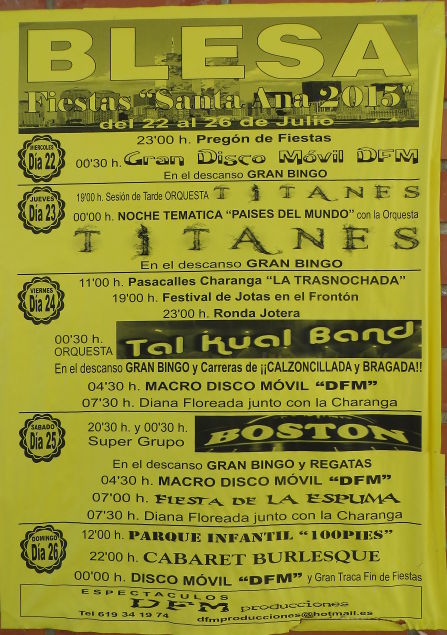 BLESA
Fiestas "Santa Ana 2015"
del 22 al 26 de Julio
MIERCOLES
Día 22
23'00 h. Pregón de Fiestas
00'30 h. Gran Disco Móvil DFM
En el descanso GRAN BINGO
JUEVES
Día 23
19'00 h. Sesión de Tarde ORQUESTA TITANES
00'00 h. NOCHE TEMATICA "PAISES DEL MUNDO" con la Orquesta
TITANES
En el descanso GRAN BINGO
VIERNES
Día 24
11'00 h. Pasacalles Charanga "LA TRASNOCHADA"
19'00 h. Festival de Jotas en el Frontón
23'00 h. Ronda Jotera
00'30 h.
ORQUESTA
Tal Kual Band
En el descanso GRAN BINGO y Carreras de ¡¡CALZONCILLADA y BRAGADA!!
04'30 h. MACRO DISCO MÓVIL "DFM"
07'30 h. Diana Floreada junto con la Charanga
SABADO
Día 25
20'30 h. y 00'30 h.
Super Grupo
BOSTON
En el descanso GRAN BINGO y REGATAS
04'30 h. MACRO DISCO MÓVIL "DFM"
07'00 h. FIESTA DE LA ESPUMA
07'30 h. Diana Floreada junto con la Charanga
DOMINGO
Día 26
12'00 h. PARQUE INFANTIL "100PIES"
22'00 h. CABARET BURLESQUE
00'00 h. DISCO MÓVIL "DFM" y Gran Traca Fin de Fiestas
ESPECTACULOS
DFM producciones
Tel 619 34 19 74
dfmproducciones@hotmail.es